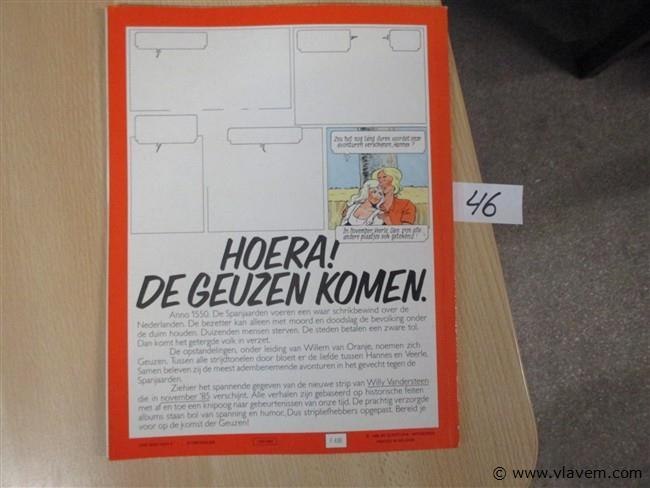 Zou het nog lang duren voordat onze
avonturen verschijnen, Hannes?
In November, Veerle. Dan zijn alle
andere plaatjes ook getekend!
46
HOERA!
DE GEUZEN KOMEN.
Anno 1550. De Spanjaarden voeren een waar schrikbewind over de
Nederlanden. De bezetter kan alleen met moord en doodslag de bevolking onder
de duim houden. Duizenden mensen sterven. De steden betalen een zware tol.
Dan komt het getergde volk in verzet.
De opstandelingen, onder leiding van Willem van Oranje, noemen zich
Geuzen. Tussen alle strijdtonelen door bloeit er de liefde tussen Hannes en Veerle.
Samen beleven zij de meest adembenemende avonturen in het gevecht tegen de
Spanjaarden.
Ziehier het spannende gegeven van de nieuwe strip van Willy Vandersteen
die in november '85 verschijnt. Alle verhalen zijn gebaseerd op historische feiten
met af en toe een knipoog naar gebeurtenissen van onze tijd. De prachtig verzorgde
albums staan bol van spanning en humor. Dus stripliefhebbers opgepast. Bereid je
voor op de komst der Geuzen!
© www.vlavem.com